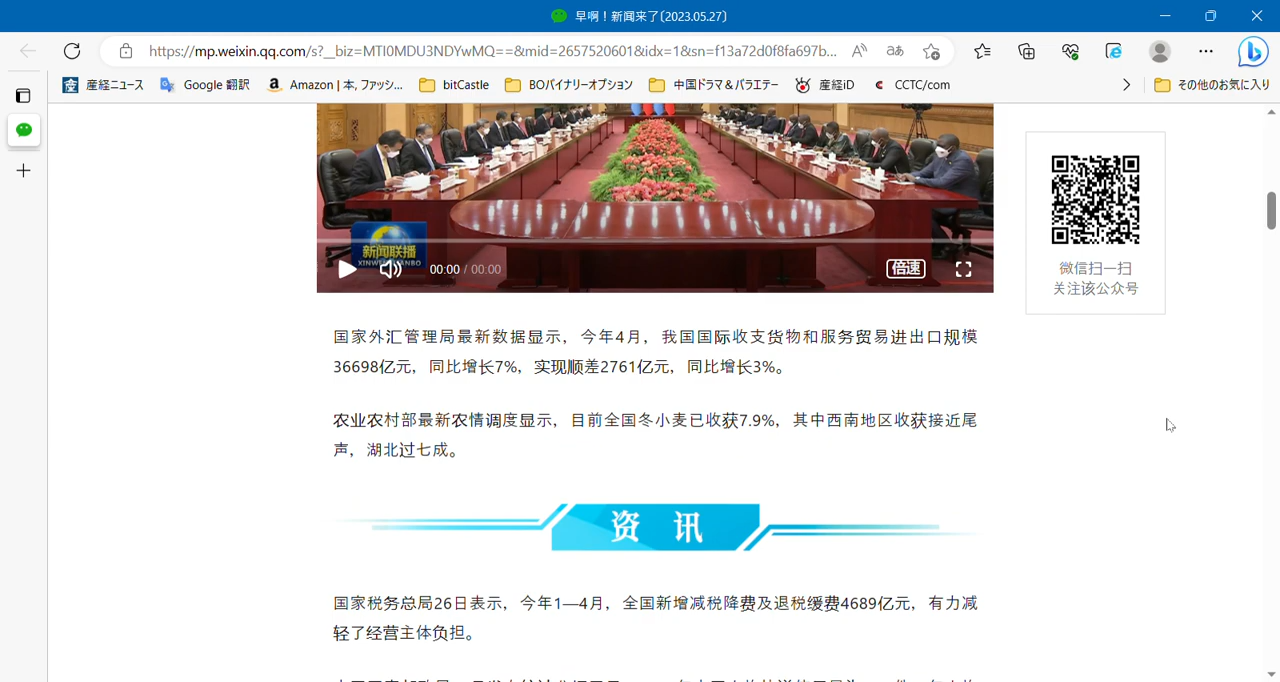 早啊！新闻来了〔2023.05.27〕
https://mp.weixin.qq.com/s?__biz=MTI0MDU3NDYwMQ==&mid=2657520601&idx=1&sn=f13a72d0f8fa697b...
産経ニュース
Google 翻訳
Amazon | 本, ファッシ...
bitCastle
BOバイナリーオプション
中国ドラマ＆バラエテー
産経iD
CCTC/com
その他のお気に入り
新闻联播
XINWENLIANBO
00:00 / 00:00
倍速
微信扫一扫
关注该公众号
国家外汇管理局最新数据显示，今年4月，我国国际收支货物和服务贸易进出口规模
36698亿元，同比增长7%，实现顺差2761亿元，同比增长3%。
农业农村部最新农情调度显示，目前全国冬小麦已收获7.9%，其中西南地区收获接近尾
声，湖北过七成。
资 讯
国家税务总局26日表示，今年1—4月，全国新增减税降费及退税缓费4689亿元，有力减
轻了经营主体负担。